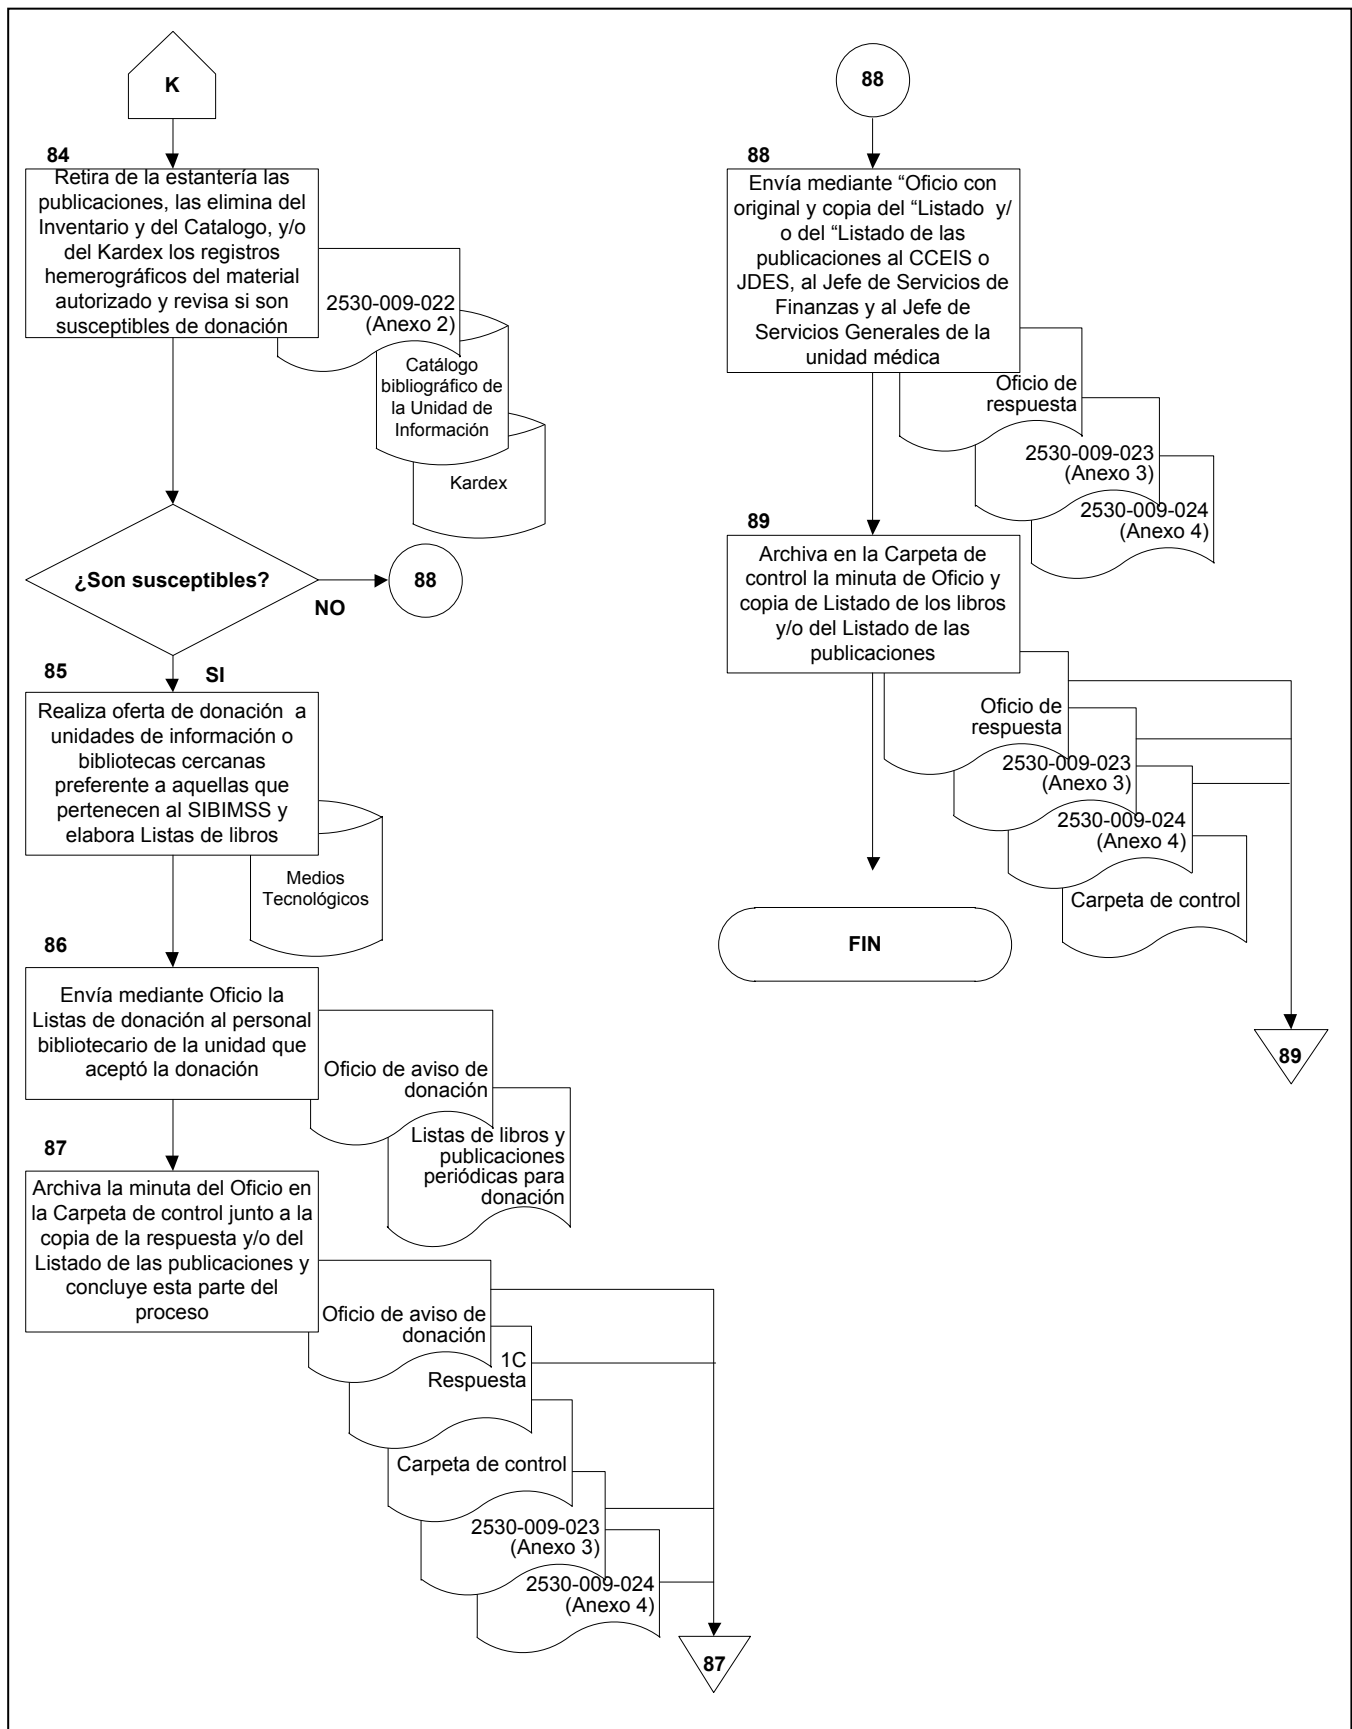 K
84
Retira de la estantería las
publicaciones, las elimina del
Inventario y del Catalogo, y/o
del Kardex los registros
hemerográficos del material
autorizado y revisa si son
susceptibles de donación
2530-009-022
(Anexo 2)
Catálogo
bibliográfico de
la Unidad de
Información
Kardex
¿Son susceptibles?
NO
88
SI
85
Realiza oferta de donación a
unidades de información o
bibliotecas cercanas
preferente a aquellas que
pertenecen al SIBIMSS y
elabora Listas de libros
Medios
Tecnológicos
86
Envía mediante Oficio la
Listas de donación al personal
bibliotecario de la unidad que
aceptó la donación
Oficio de aviso de
donación
Listas de libros y
publicaciones
periódicas para
donación
87
Archiva la minuta del Oficio en
la Carpeta de control junto a la
copia de la respuesta y/o del
Listado de las publicaciones y
concluye esta parte del
proceso
Oficio de aviso de
donación
1C
Respuesta
Carpeta de control
2530-009-023
(Anexo 3)
2530-009-024
(Anexo 4)
87
88
88
Envía mediante “Oficio con
original y copia del “Listado y/
o del “Listado de las
publicaciones al CCEIS o
JDES, al Jefe de Servicios de
Finanzas y al Jefe de
Servicios Generales de la
unidad médica
Oficio de
respuesta
2530-009-023
(Anexo 3)
2530-009-024
(Anexo 4)
89
Archiva en la Carpeta de
control la minuta de Oficio y
copia de Listado de los libros
y/o del Listado de las
publicaciones
Oficio de
respuesta
2530-009-023
(Anexo 3)
2530-009-024
(Anexo 4)
Carpeta de control
FIN
89